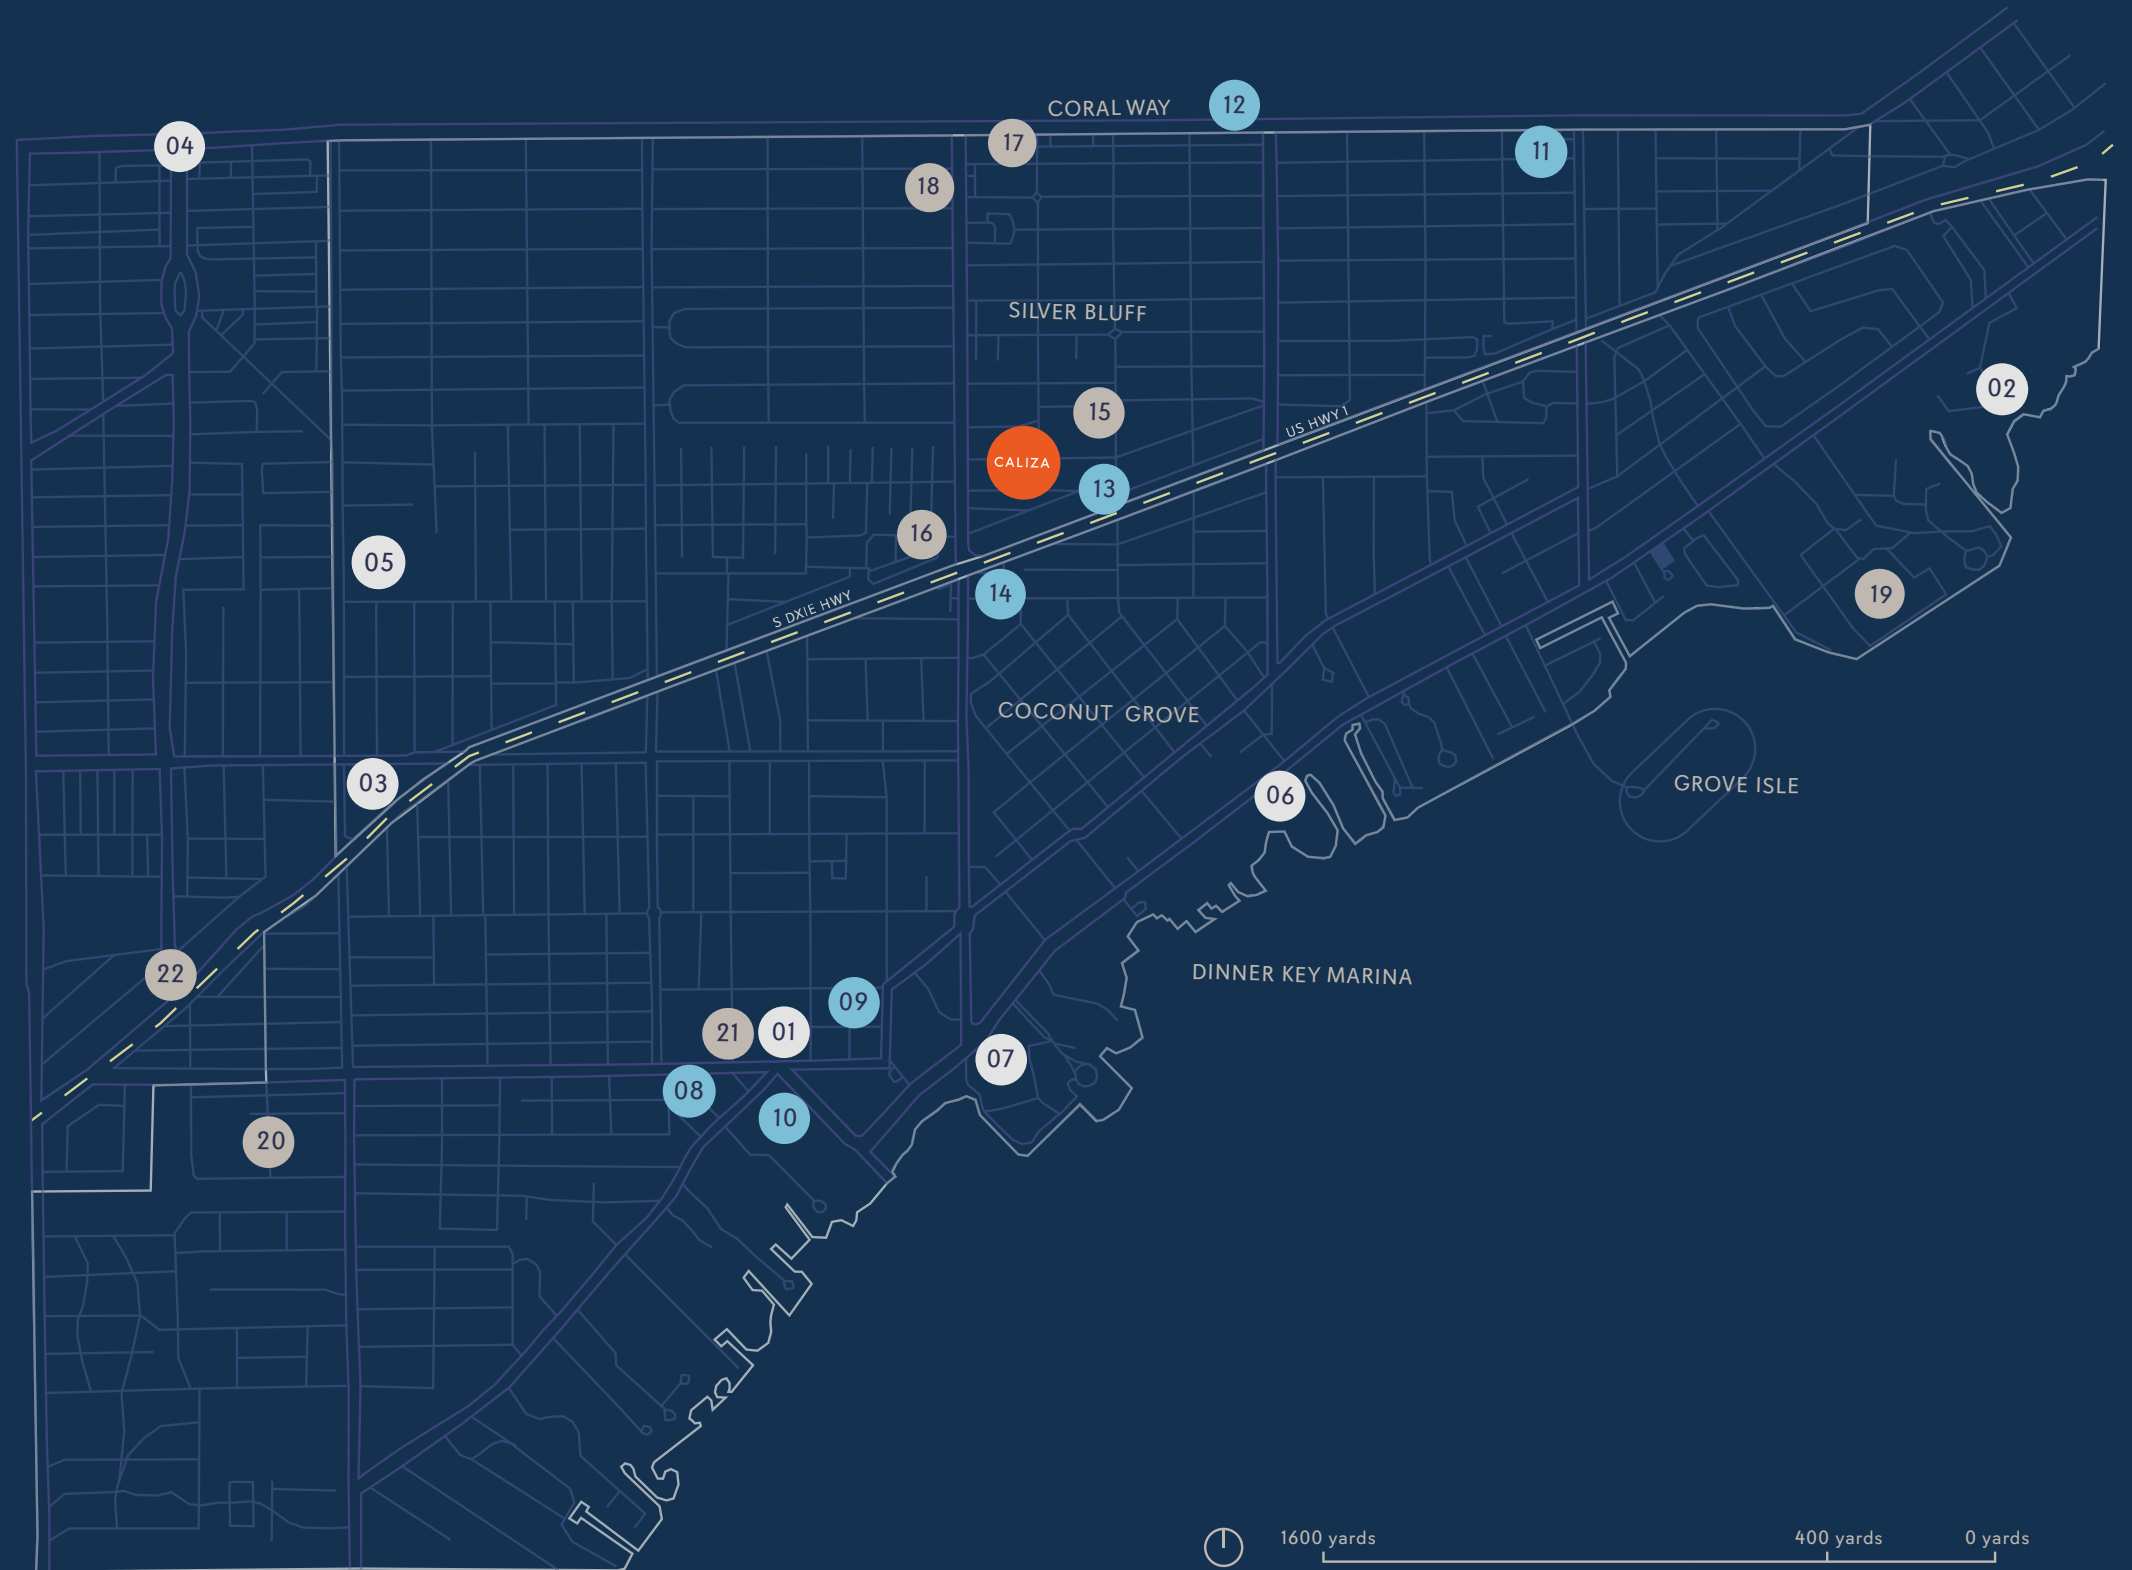 CORAL WAY
12
04
17
11
18
SILVER BLUFF
02
15
US HWY 1
CALIZA
13
16
05
14
19
S DXIE HWY
COCONUT GROVE
03
06
GROVE ISLE
22
DINNER KEY MARINA
09
21
01
07
08
10
20
1600 yards
400 yards
0 yards